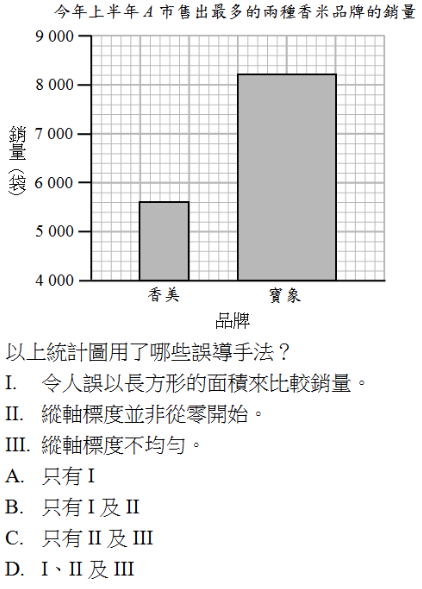 今年上半年 A 市售出最多的兩種香米品牌的銷量
9 000
8 000
7 000
6 000
5 000
4 000
銷量(袋)
香美
寶象
品牌
以上統計圖用了哪些誤導手法？
I. 令人誤以長方形的面積來比較銷量。
II. 縱軸標度並非從零開始。
III. 縱軸標度不均勻。
A. 只有 I
B. 只有 I 及 II
C. 只有 II 及 III
D. I、II 及 III